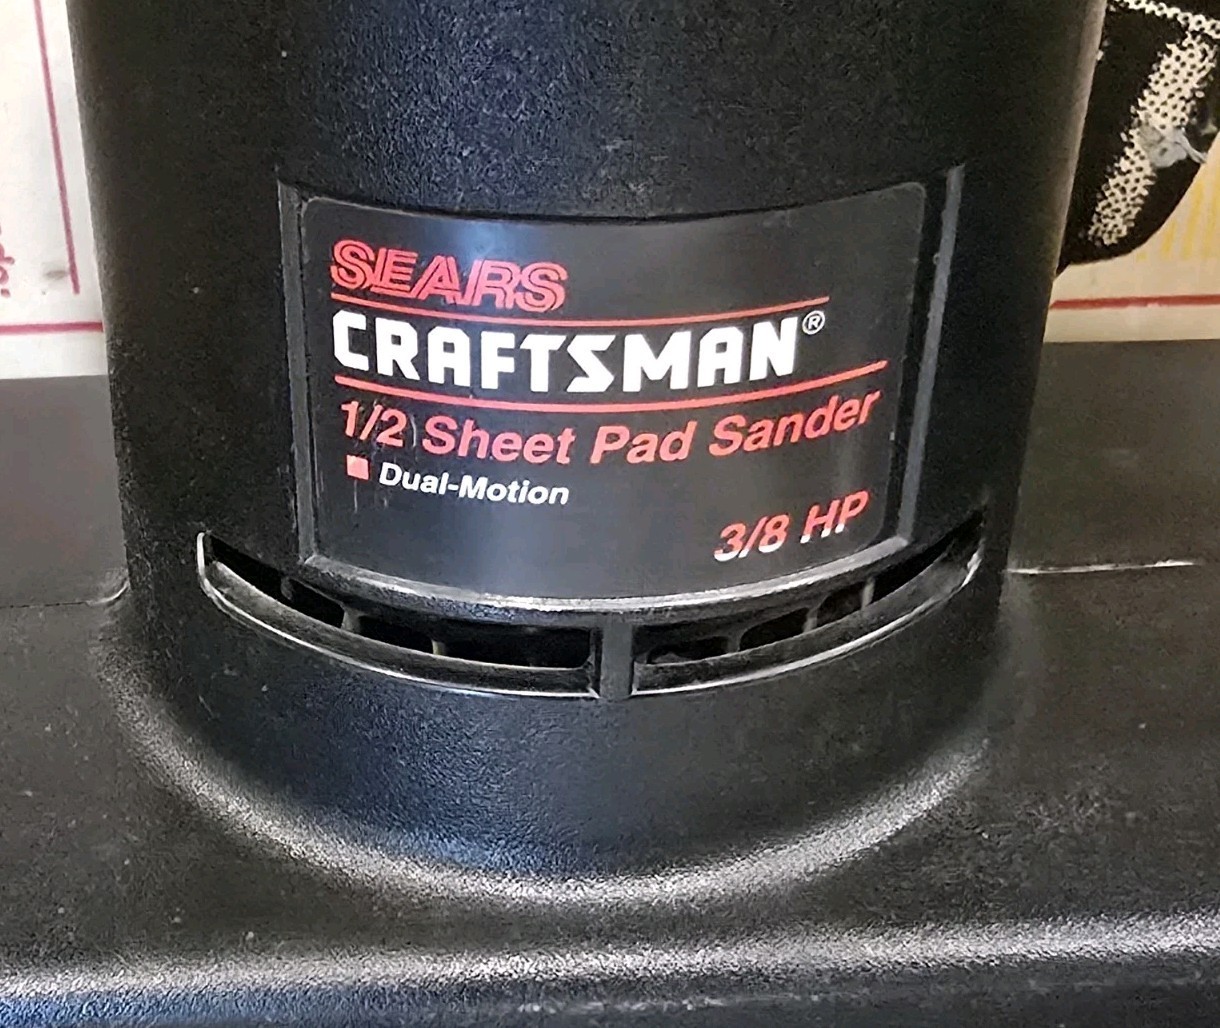 SEARS
CRAFTSMAN®
1/2 Sheet Pad Sander
Dual-Motion
3/8 HP